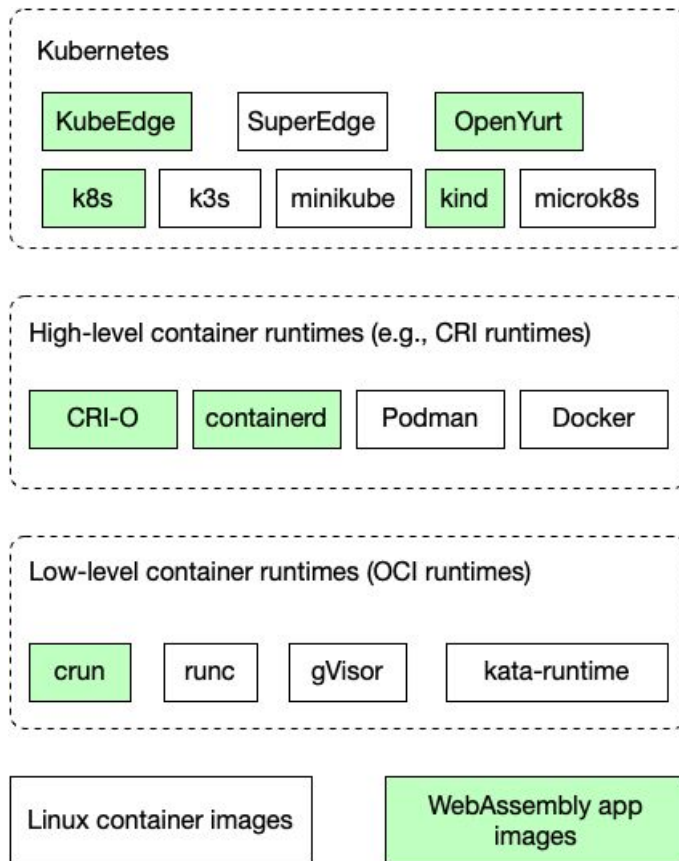 Kubernetes
KubeEdge SuperEdge OpenYurt
k8s k3s minikube kind microk8s
High-level container runtimes (e.g., CRI runtimes)
CRI-O containerd Podman Docker
Low-level container runtimes (OCI runtimes)
crun runc gVisor kata-runtime
Linux container images
WebAssembly app
images